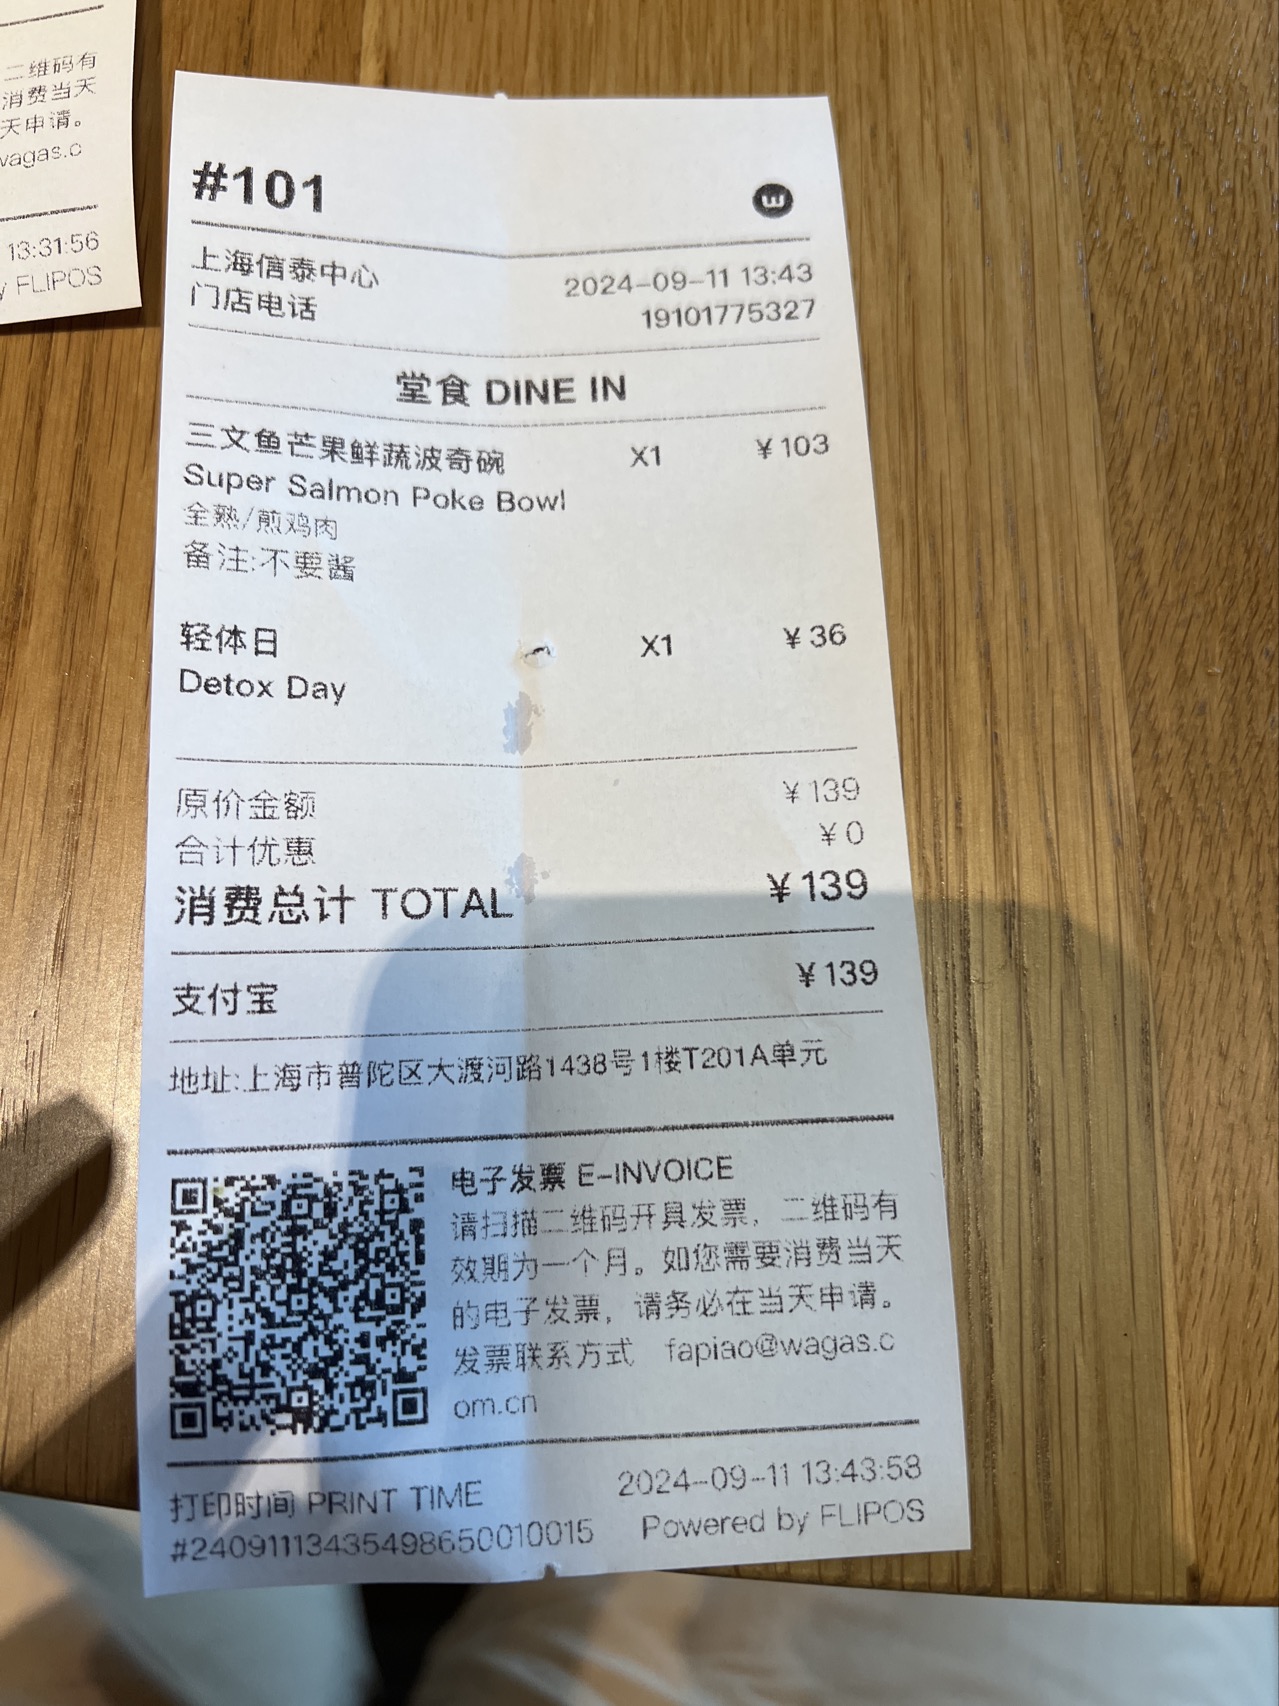 二维码有
消费当天
天申请。
wagas.c
13:31:56
y FLIPOS
#101
上海信泰中心 2024-09-11 13:43
门店电话 19101775327
堂食 DINE IN
三文鱼芒果鲜蔬波奇碗 X1 ¥103
Super Salmon Poke Bowl
全熟/煎鸡肉
备注:不要酱
轻体日 X1 ¥36
Detox Day
原价金额 ¥139
合计优惠 ¥0
消费总计 TOTAL ¥139
支付宝 ¥139
地址:上海市普陀区大渡河路1438号1楼T201A单元
电子发票 E-INVOICE
请扫描二维码开具发票，二维码有
效期为一个月。如您需要消费当天
的电子发票，请务必在当天申请。
发票联系方式 fapiao@wagas.c
om.cn
打印时间 PRINT TIME 2024-09-11 13:43:58
#24091113435498650010015 Powered by FLIPOS